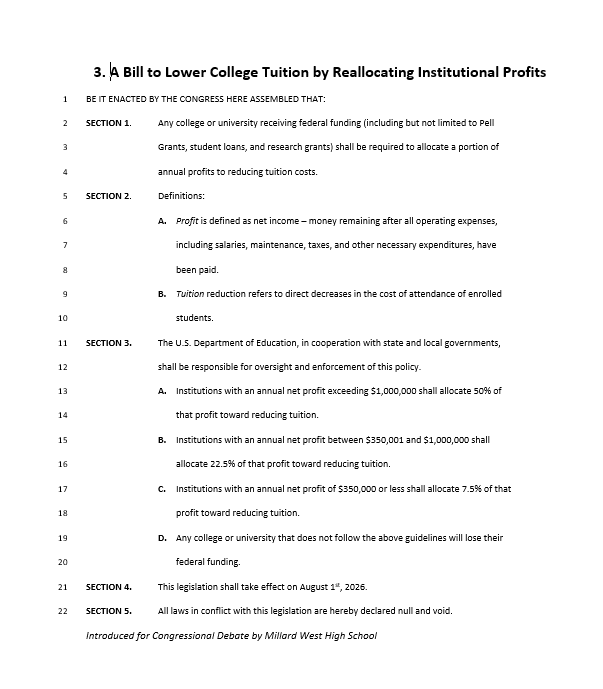 3. A Bill to Lower College Tuition by Reallocating Institutional Profits
1 BE IT ENACTED BY THE CONGRESS HERE ASSEMBLED THAT:
2 SECTION 1. Any college or university receiving federal funding (including but not limited to Pell
3 Grants, student loans, and research grants) shall be required to allocate a portion of
4 annual profits to reducing tuition costs.
5 SECTION 2. Definitions:
6 A. Profit is defined as net income – money remaining after all operating expenses,
7 including salaries, maintenance, taxes, and other necessary expenditures, have
8 been paid.
9 B. Tuition reduction refers to direct decreases in the cost of attendance of enrolled
10 students.
11 SECTION 3. The U.S. Department of Education, in cooperation with state and local governments,
12 shall be responsible for oversight and enforcement of this policy.
13 A. Institutions with an annual net profit exceeding $1,000,000 shall allocate 50% of
14 that profit toward reducing tuition.
15 B. Institutions with an annual net profit between $350,001 and $1,000,000 shall
16 allocate 22.5% of that profit toward reducing tuition.
17 C. Institutions with an annual net profit of $350,000 or less shall allocate 7.5% of that
18 profit toward reducing tuition.
19 D. Any college or university that does not follow the above guidelines will lose their
20 federal funding.
21 SECTION 4. This legislation shall take effect on August 1st, 2026.
22 SECTION 5. All laws in conflict with this legislation are hereby declared null and void.
Introduced for Congressional Debate by Millard West High School